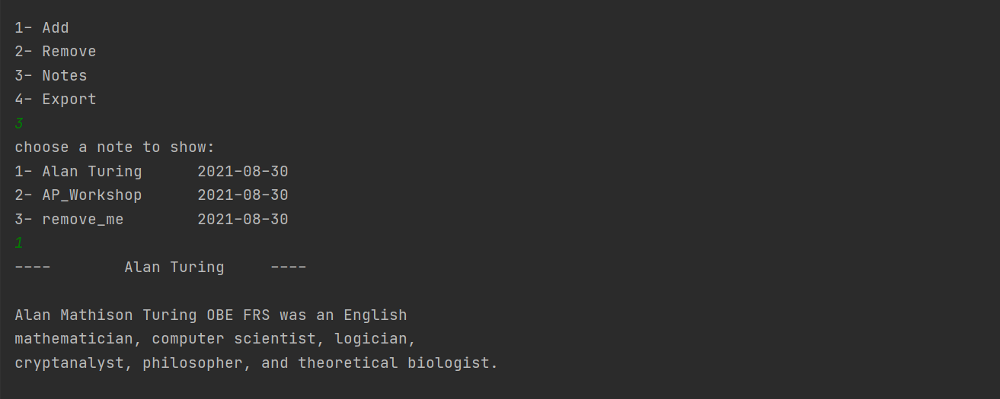 1- Add
2- Remove
3- Notes
4- Export
3
choose a note to show:
1- Alan Turing      2021-08-30
2- AP_Workshop      2021-08-30
3- remove_me        2021-08-30
1
----        Alan Turing     ----
Alan Mathison Turing OBE FRS was an English
mathematician, computer scientist, logician,
cryptanalyst, philosopher, and theoretical biologist.